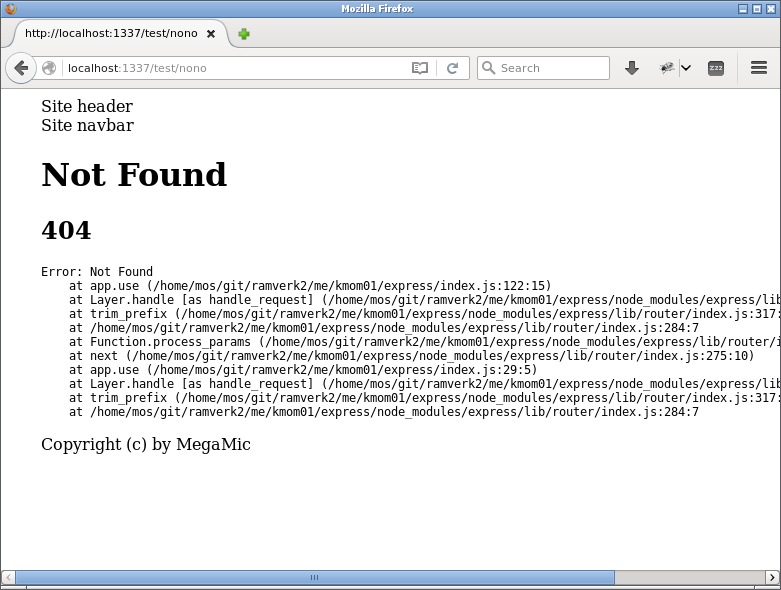 Mozilla Firefox
http://localhost:1337/test/nono
localhost:1337/test/nono
Search
zzz
Site header
Site navbar
Not Found
404
Error: Not Found
at app.use (/home/mos/git/ramverk2/me/kmom01/express/index.js:122:15)
at Layer.handle [as handle_request] (/home/mos/git/ramverk2/me/kmom01/express/node_modules/express/lib
at trim_prefix (/home/mos/git/ramverk2/me/kmom01/express/node_modules/express/lib/router/index.js:317:
at /home/mos/git/ramverk2/me/kmom01/express/node_modules/express/lib/router/index.js:284:7
at Function.process_params (/home/mos/git/ramverk2/me/kmom01/express/node_modules/express/lib/router/i
at next (/home/mos/git/ramverk2/me/kmom01/express/node_modules/express/lib/router/index.js:275:10)
at app.use (/home/mos/git/ramverk2/me/kmom01/express/index.js:29:5)
at Layer.handle [as handle_request] (/home/mos/git/ramverk2/me/kmom01/express/node_modules/express/lib
at trim_prefix (/home/mos/git/ramverk2/me/kmom01/express/node_modules/express/lib/router/index.js:317:
at /home/mos/git/ramverk2/me/kmom01/express/node_modules/express/lib/router/index.js:284:7
Copyright (c) by MegaMic